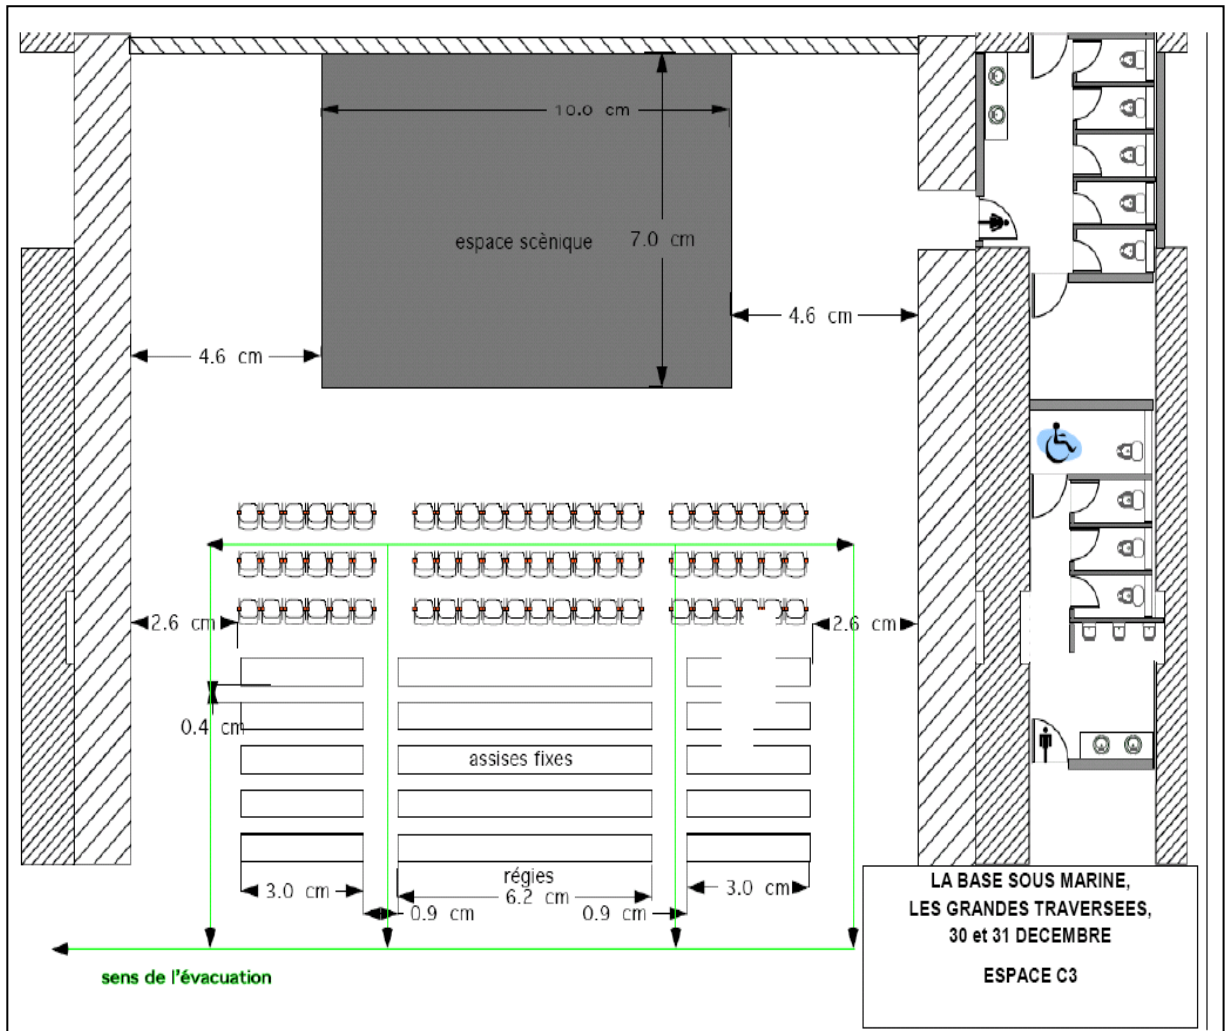 10.0 cm
espace scènique
7.0 cm
4.6 cm
4.6 cm
2.6 cm
2.6 cm
0.4 cm
assises fixes
régies
3.0 cm
6.2 cm
3.0 cm
0.9 cm
0.9 cm
sens de l'évacuation
LA BASE SOUS MARINE,
LES GRANDES TRAVERSEES,
30 et 31 DECEMBRE
ESPACE C3